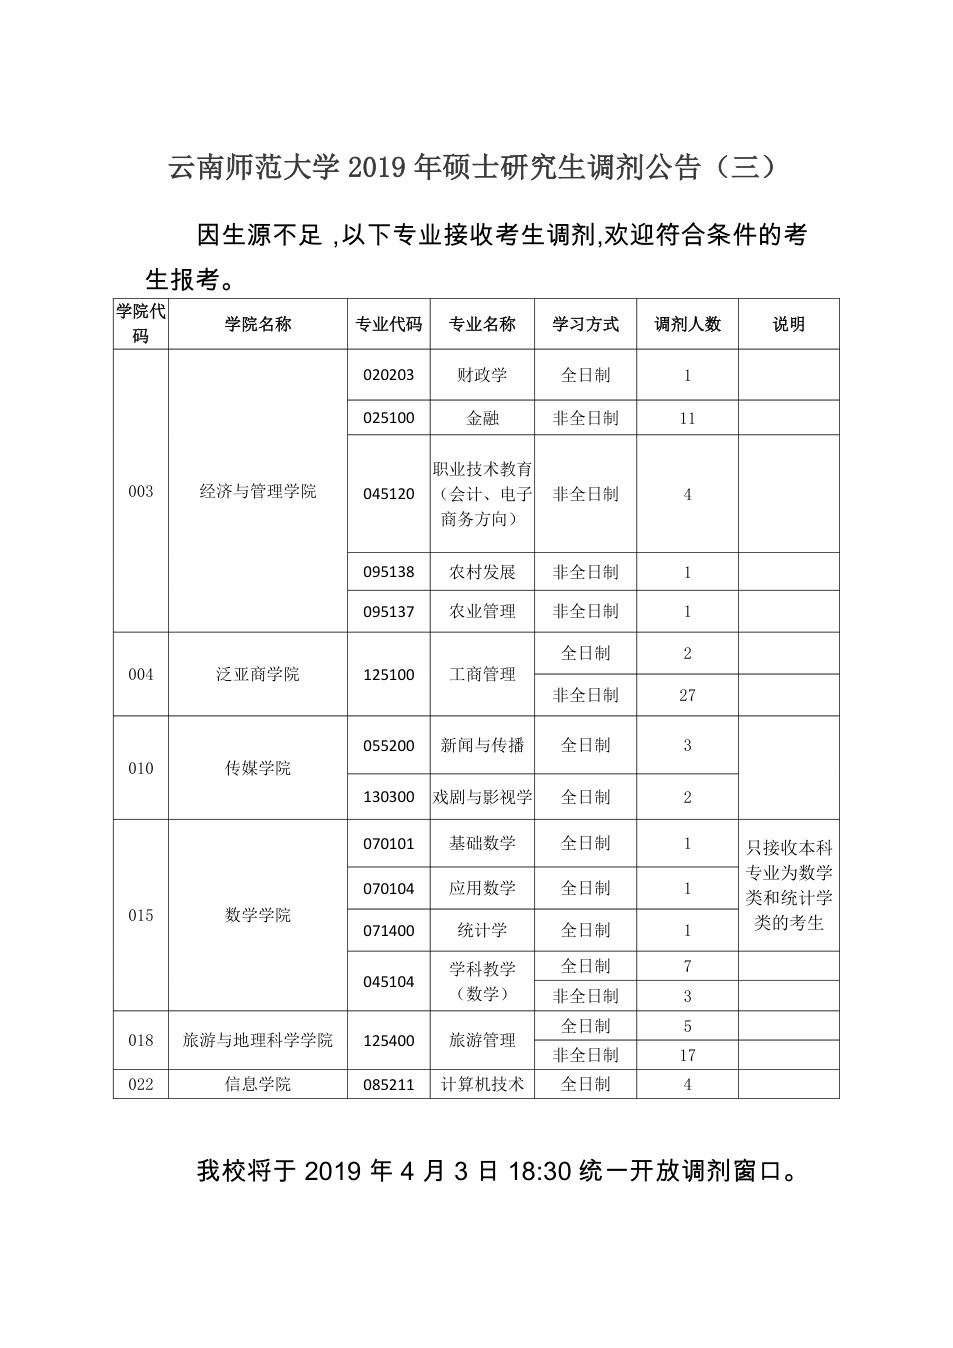 云南师范大学 2019 年硕士研究生调剂公告（三）
因生源不足 ,以下专业接收考生调剂,欢迎符合条件的考
生报考。
学院代码 学院名称 专业代码 专业名称 学习方式 调剂人数 说明
003 经济与管理学院 020203 财政学 全日制 1
025100 金融 非全日制 11
045120 职业技术教育（会计、电子商务方向） 非全日制 4
095138 农村发展 非全日制 1
095137 农业管理 非全日制 1
004 泛亚商学院 125100 工商管理 全日制 2
非全日制 27
010 传媒学院 055200 新闻与传播 全日制 3
130300 戏剧与影视学 全日制 2
015 数学学院 070101 基础数学 全日制 1 只接收本科专业为数学类和统计学类的考生
070104 应用数学 全日制 1
071400 统计学 全日制 1
045104 学科教学（数学） 全日制 7
非全日制 3
018 旅游与地理科学学院 125400 旅游管理 全日制 5
非全日制 17
022 信息学院 085211 计算机技术 全日制 4
我校将于 2019 年 4 月 3 日 18:30 统一开放调剂窗口。